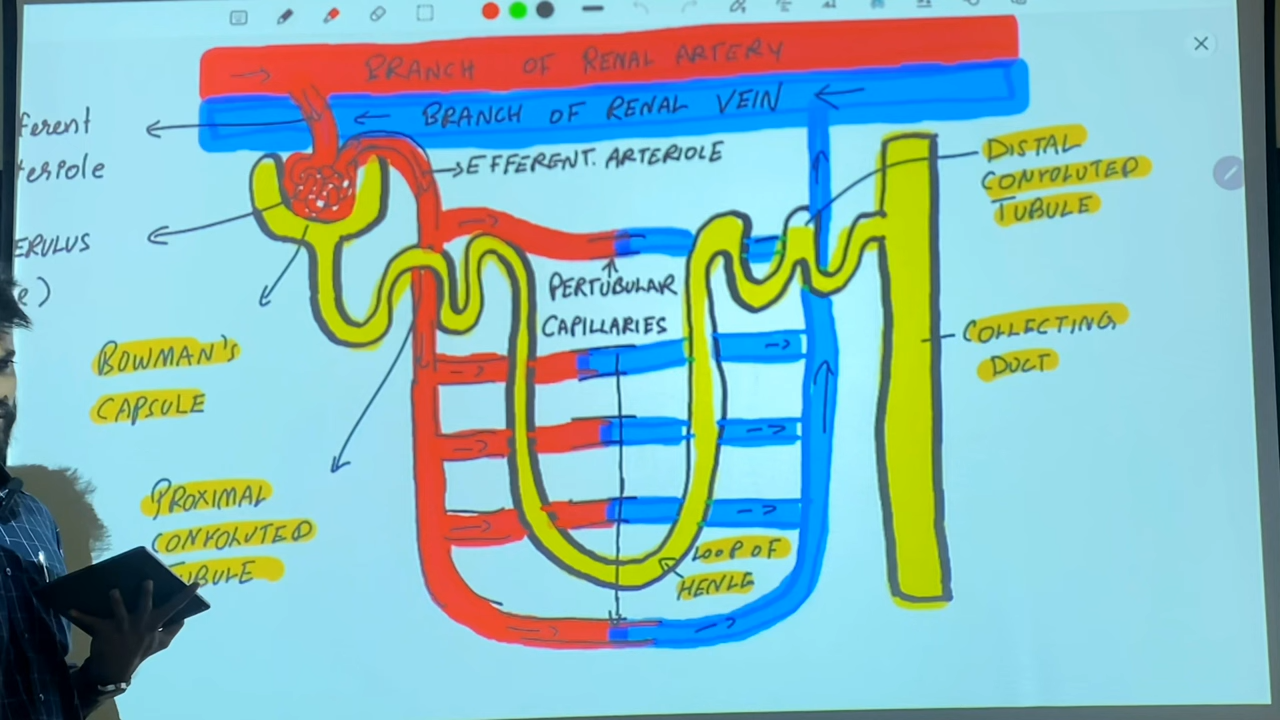 BRANCH OF RENAL ARTERY
BRANCH OF RENAL VEIN
ferent
teriole
EFFERENT. ARTERIOLE
DISTAL
CONVOLUTED
TUBULE
ERULUS
e)
PERTUBULAR
CAPILLARIES
COLLECTING
DUCT
BOWMAN'S
CAPSULE
PROXIMAL
CONVOLUTED
UBULE
LOOP OF
HENLE